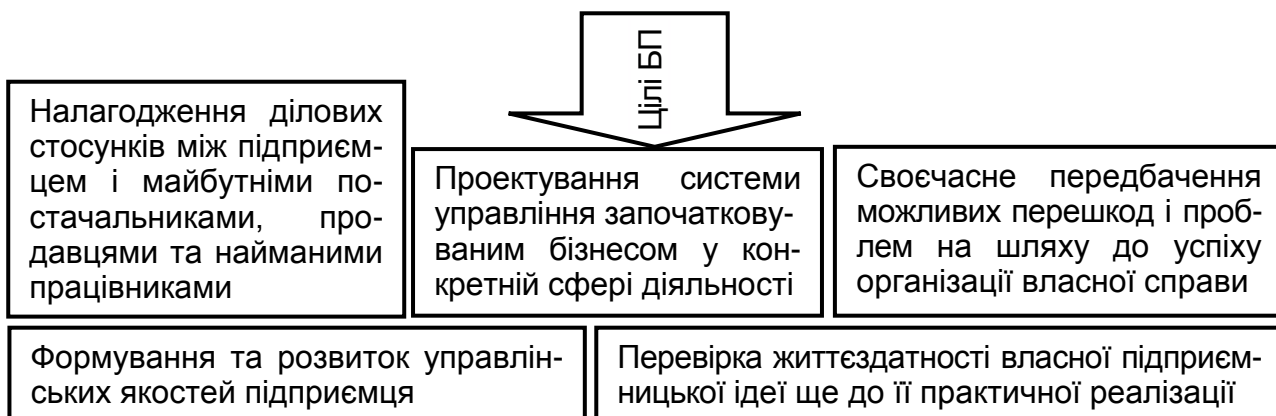 Цілі БП
Налагодження ділових
стосунків між підприєм-
цем і майбутніми по-
стачальниками, про-
давцями та найманими
працівниками
Проектування системи
управління започаткову-
ваним бізнесом у кон-
кретній сфері діяльності
Своєчасне передбачення
можливих перешкод і проб-
лем на шляху до успіху
організації власної справи
Формування та розвиток управлін-
ських якостей підприємця
Перевірка життєздатності власної підприєм-
ницької ідеї ще до її практичної реалізації